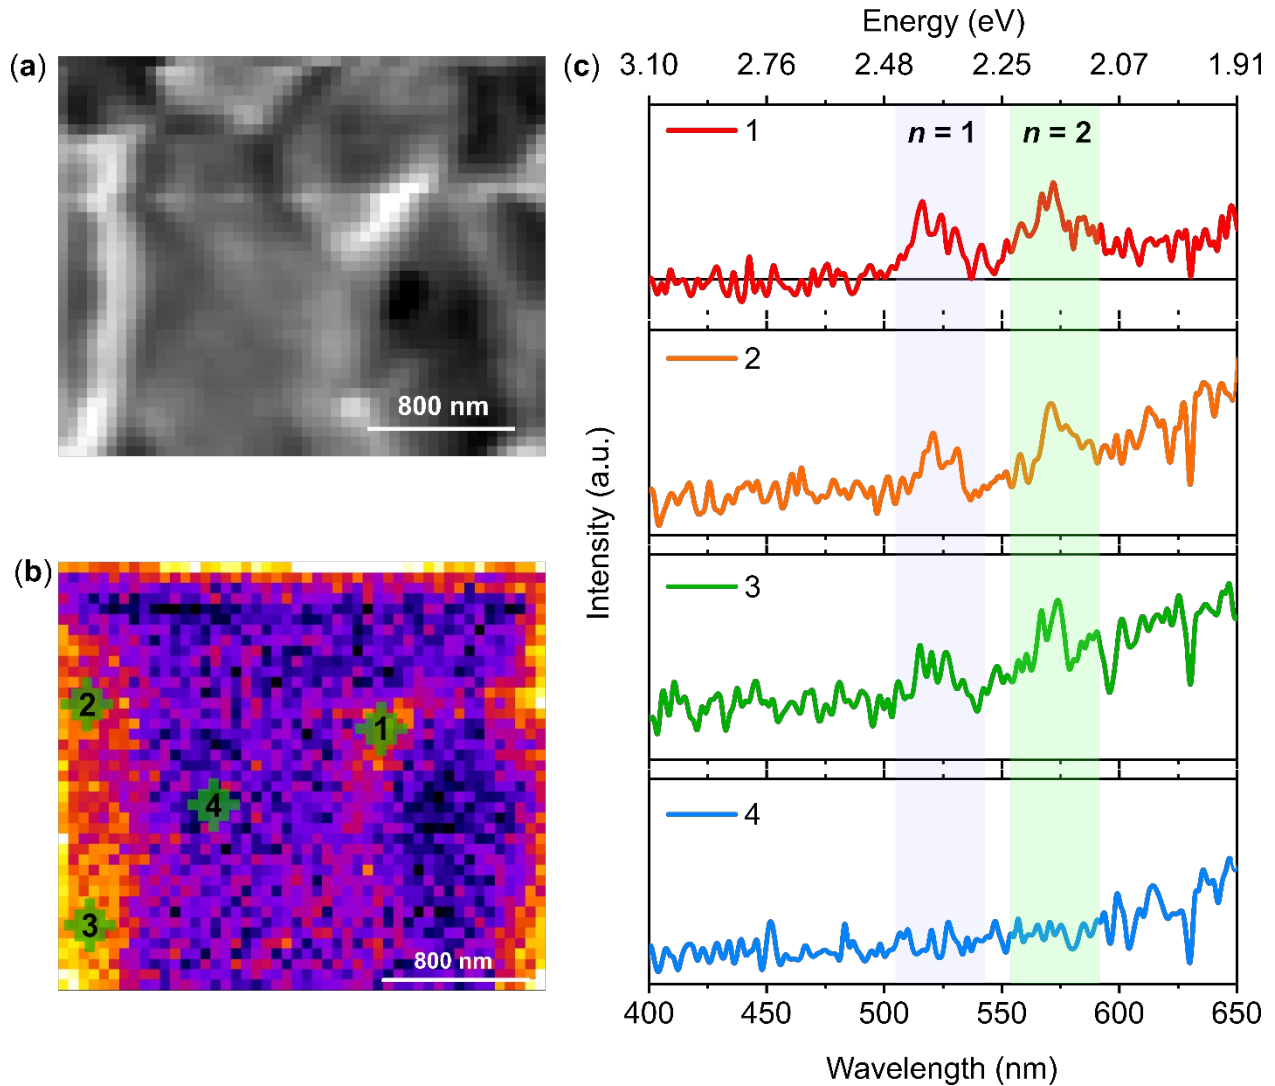 (a)
800 nm
(b)
2
1
4
3
800 nm
(c)
Energy (eV)
3.10 2.76 2.48 2.25 2.07 1.91
1
n = 1 n = 2
2
3
4
Intensity (a.u.)
400 450 500 550 600 650
Wavelength (nm)